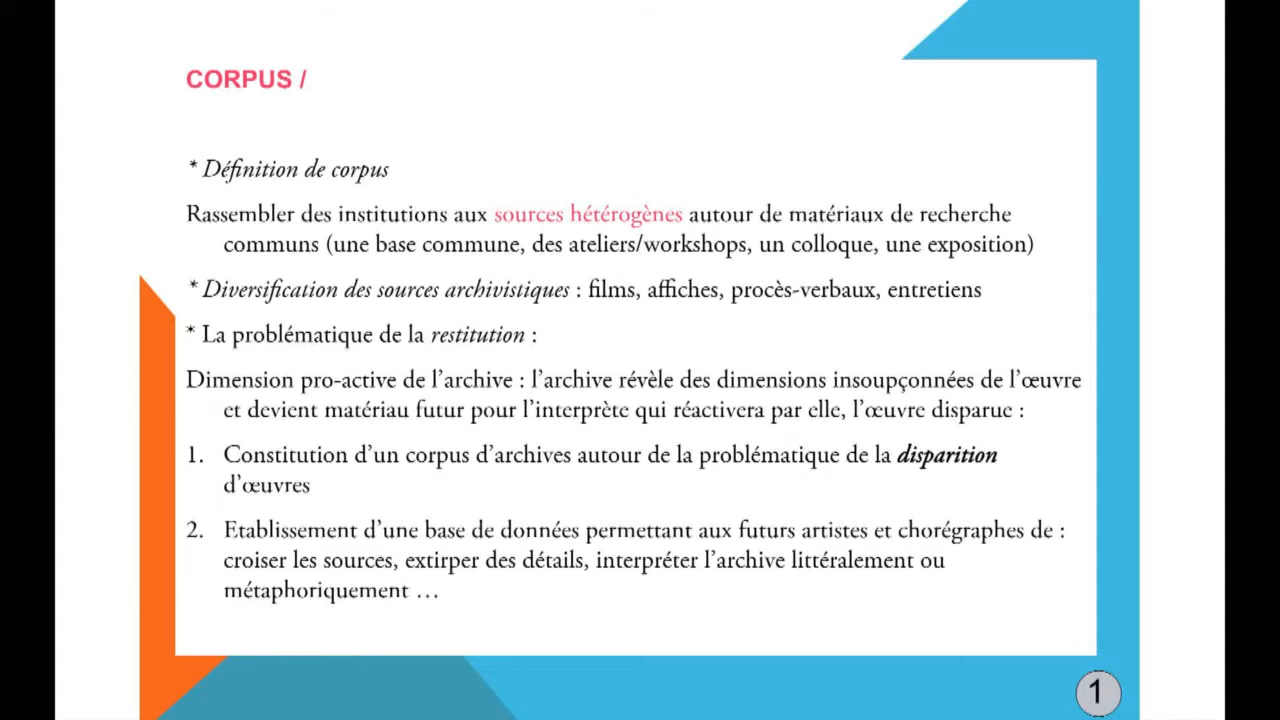 CORPUS /
* Définition de corpus
Rassembler des institutions aux sources hétérogènes autour de matériaux de recherche
communs (une base commune, des ateliers/workshops, un colloque, une exposition)
* Diversification des sources archivistiques : films, affiches, procès-verbaux, entretiens
* La problématique de la restitution :
Dimension pro-active de l’archive : l’archive révèle des dimensions insoupçonnées de l’œuvre
et devient matériau futur pour l’interprète qui réactivera par elle, l’œuvre disparue :
1. Constitution d’un corpus d’archives autour de la problématique de la disparition
d’œuvres
2. Etablissement d’une base de données permettant aux futurs artistes et chorégraphes de :
croiser les sources, extirper des détails, interpréter l’archive littéralement ou
métaphoriquement …
1